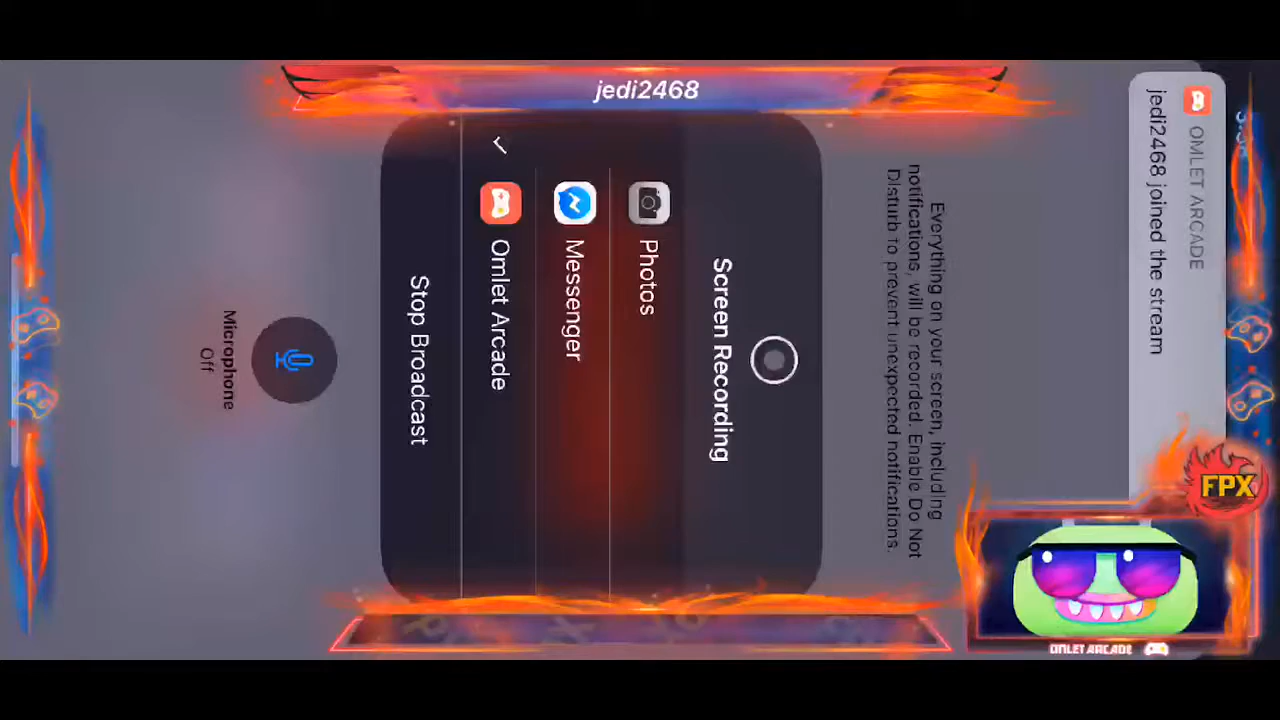 jedi2468
OMLET ARCADE
jedi2468 joined the stream
Everything on your screen, including
notifications, will be recorded. Enable Do Not
Disturb to prevent unexpected notifications.
Screen Recording
Photos
Messenger
Omlet Arcade
Stop Broadcast
Microphone
Off
FPX
OMLET ARCADE